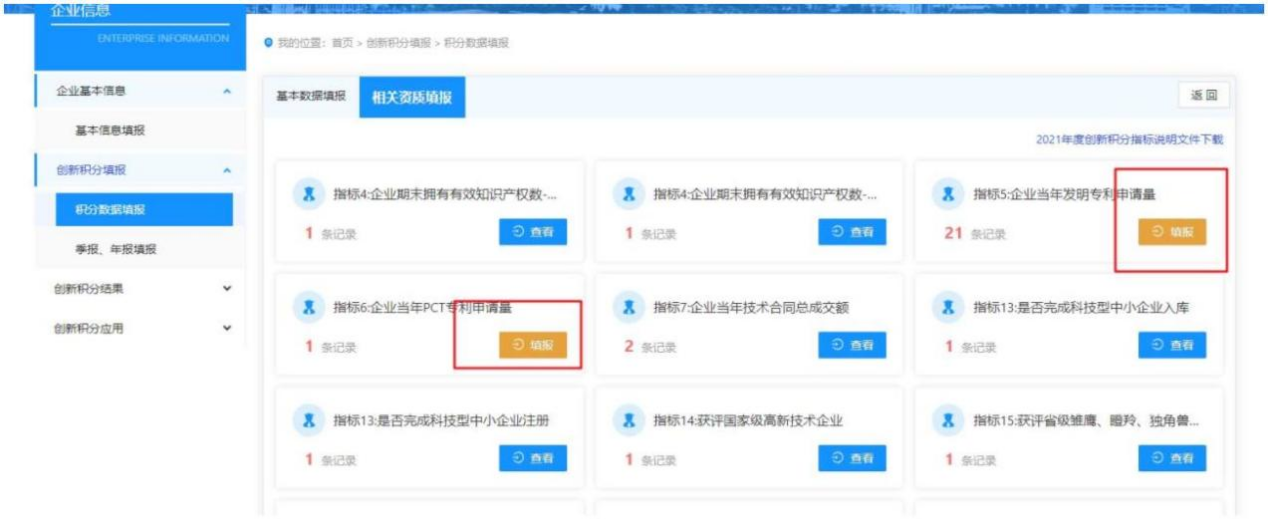 企业信息
ENTERPRISE INFORMATION
企业基本信息
基本信息填报
创新积分填报
积分数据填报
季报、年报填报
创新积分结果
创新积分应用
我的位置：首页 > 创新积分填报 > 积分数据填报
基本数据填报 相关资质填报 返回
2021年度创新积分指标说明文件下载
指标4:企业期末拥有有效知识产权数-...
1 条记录 查看
指标4:企业期末拥有有效知识产权数-...
1 条记录 查看
指标5:企业当年发明专利申请量
21 条记录 填报
指标6:企业当年PCT专利申请量
1 条记录 填报
指标7:企业当年技术合同总成交额
2 条记录 查看
指标13:是否完成科技型中小企业入库
1 条记录 查看
指标13:是否完成科技型中小企业注册
1 条记录 查看
指标14:获评国家级高新技术企业
1 条记录 查看
指标15:获评省级雏鹰、瞪羚、独角兽...
1 条记录 查看